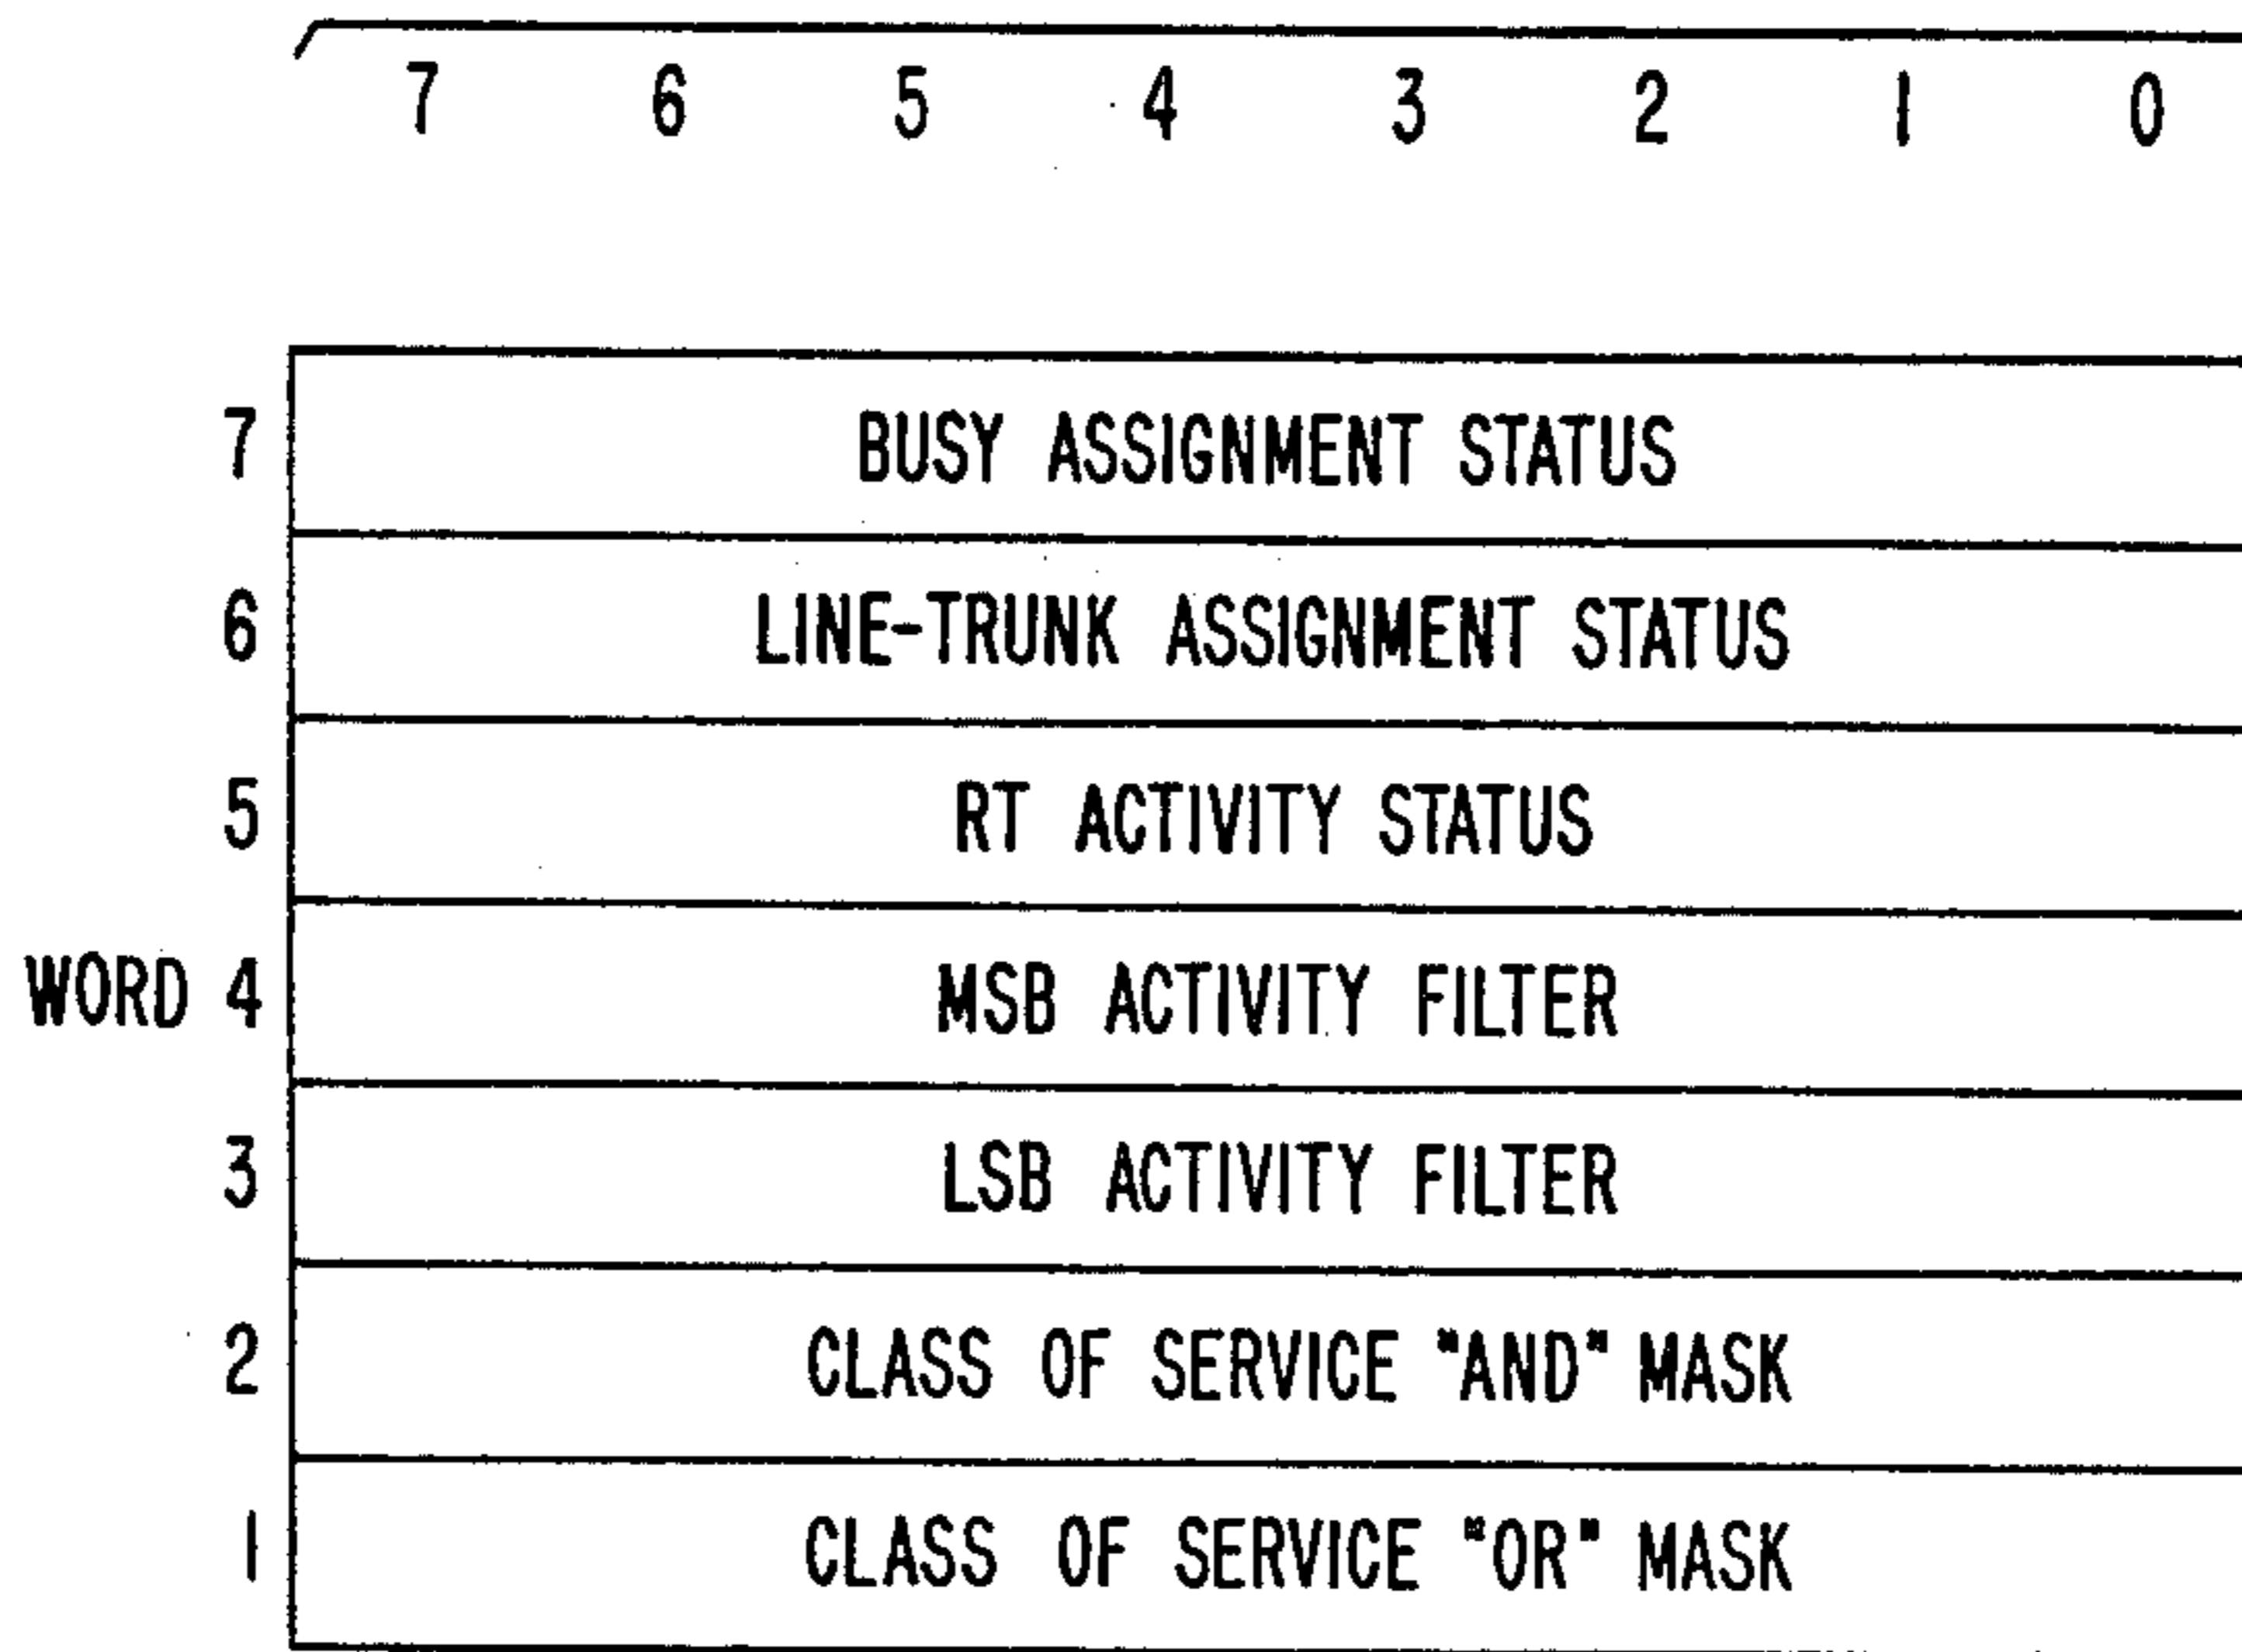 7 6 5 4 3 2 1 0
7 BUSY ASSIGNMENT STATUS
6 LINE-TRUNK ASSIGNMENT STATUS
5 RT ACTIVITY STATUS
WORD 4 MSB ACTIVITY FILTER
3 LSB ACTIVITY FILTER
2 CLASS OF SERVICE "AND" MASK
1 CLASS OF SERVICE "OR" MASK